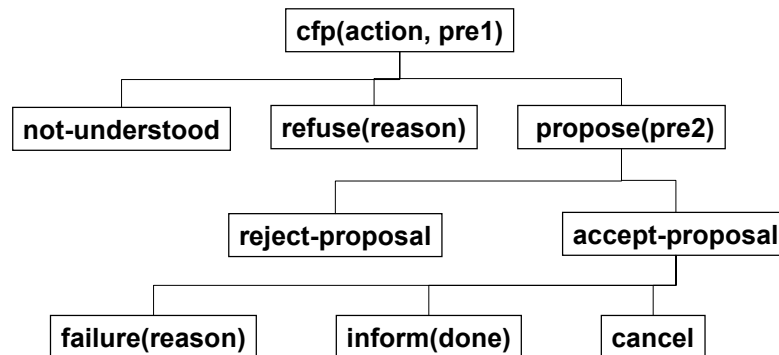 cfp(action, pre1)
not-understood
refuse(reason)
propose(pre2)
reject-proposal
accept-proposal
failure(reason)
inform(done)
cancel